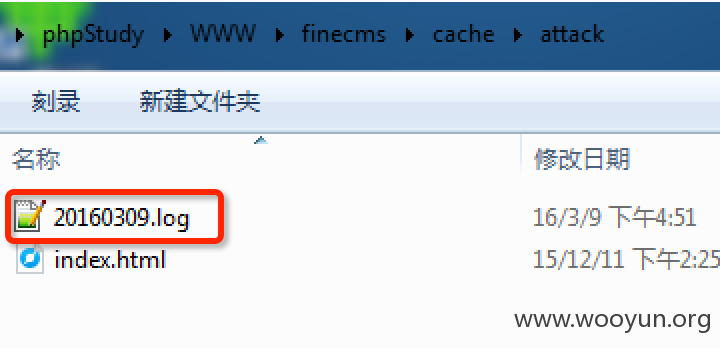 phpStudy WWW finecms cache attack
刻录 新建文件夹
名称 修改日期
20160309.log 16/3/9 下午4:51
index.html 15/12/11 下午2:25
www.wooyun.org